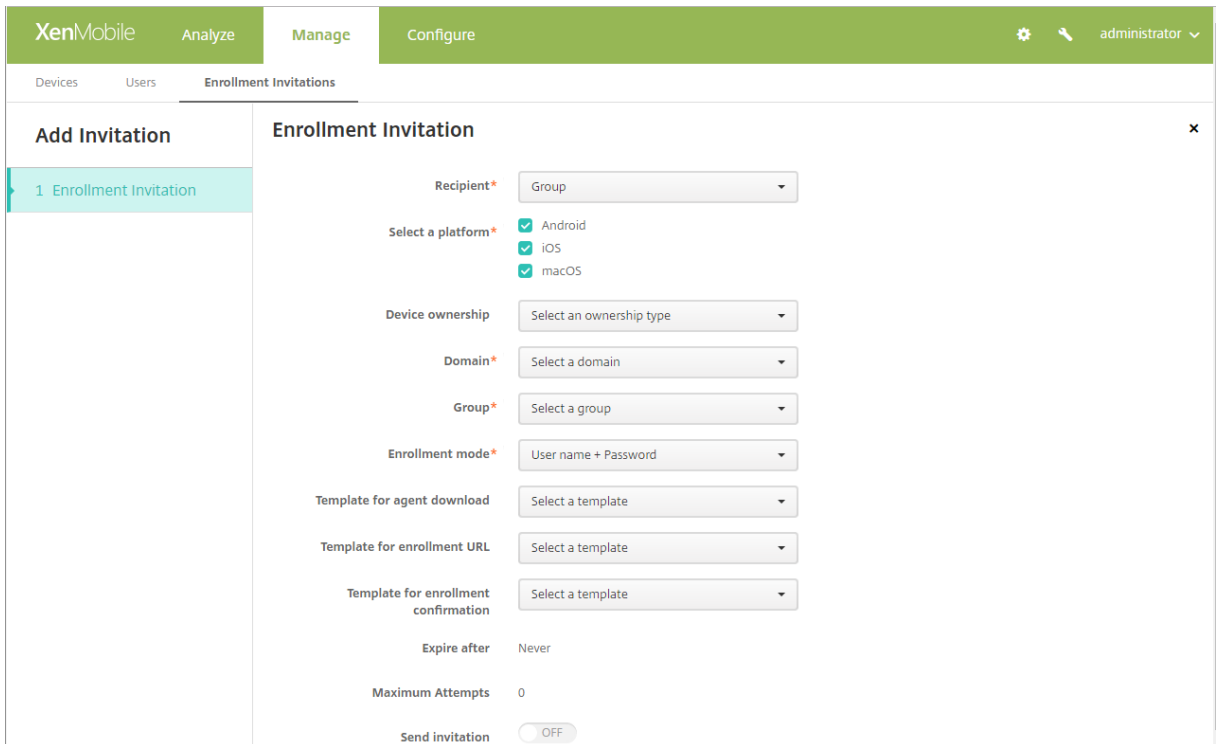 XenMobile Analyze Manage Configure administrator
Devices Users Enrollment Invitations
Add Invitation
1 Enrollment Invitation
Enrollment Invitation
Recipient* Group
Select a platform* Android
iOS
macOS
Device ownership Select an ownership type
Domain* Select a domain
Group* Select a group
Enrollment mode* User name + Password
Template for agent download Select a template
Template for enrollment URL Select a template
Template for enrollment
confirmation Select a template
Expire after Never
Maximum Attempts 0
Send invitation OFF